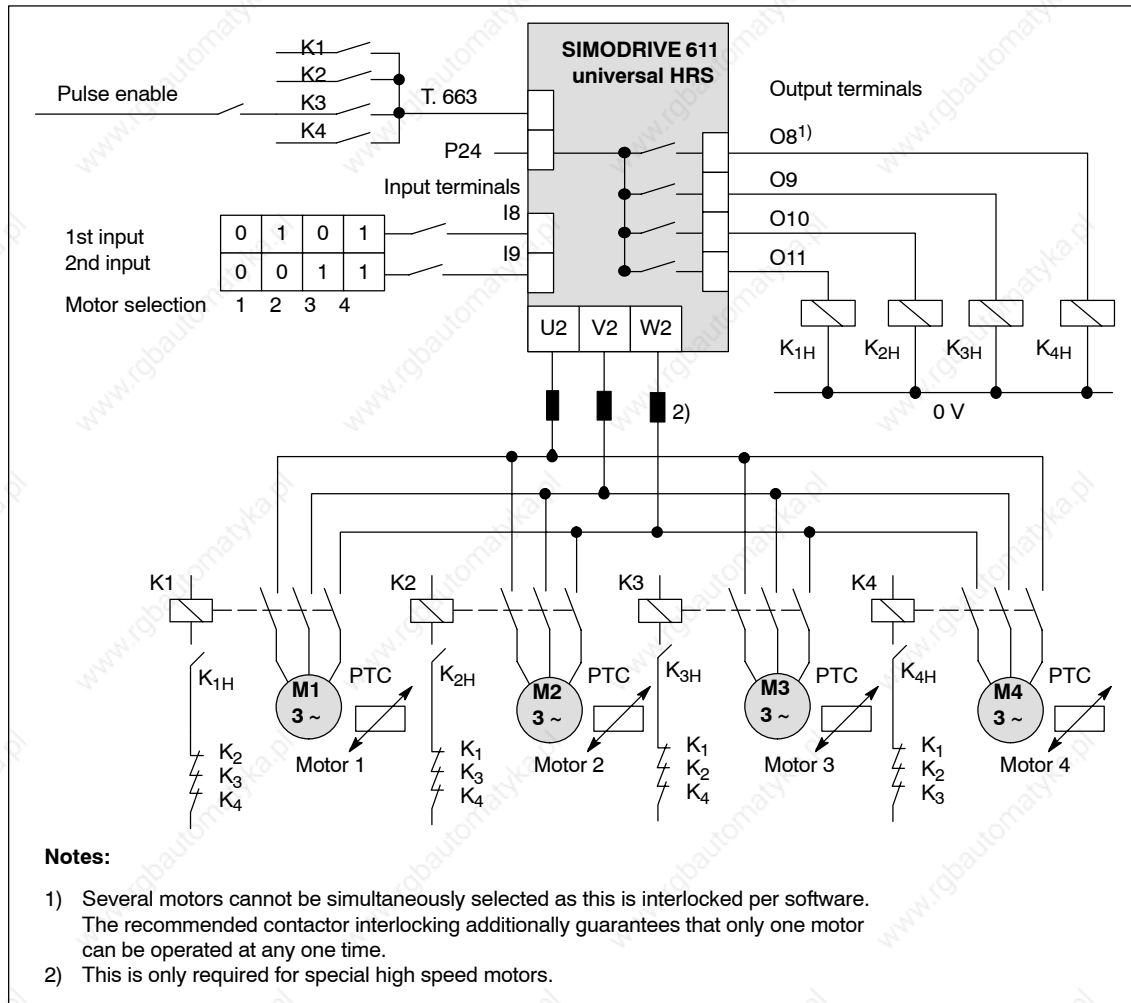 SIMODRIVE 611
universal HRS
K1
K2
K3
K4
Pulse enable
T. 663
P24
Output terminals
O8 1)
O9
O10
O11
Input terminals
I8
I9
1st input
2nd input
0 1 0 1
0 0 1 1
Motor selection 1 2 3 4
U2 V2 W2
K1H K2H K3H K4H
0 V
2)
K1 K2 K3 K4
K1H K2H K3H K4H
M1
3 ~
PTC
Motor 1
M2
3 ~
PTC
Motor 2
M3
3 ~
PTC
Motor 3
M4
3 ~
PTC
Motor 4
K2
K3
K4
K1
K3
K4
K1
K2
K4
K1
K2
K3
Notes:
1) Several motors cannot be simultaneously selected as this is interlocked per software.
The recommended contactor interlocking additionally guarantees that only one motor
can be operated at any one time.
2) This is only required for special high speed motors.
www.rgbautomatyka.pl